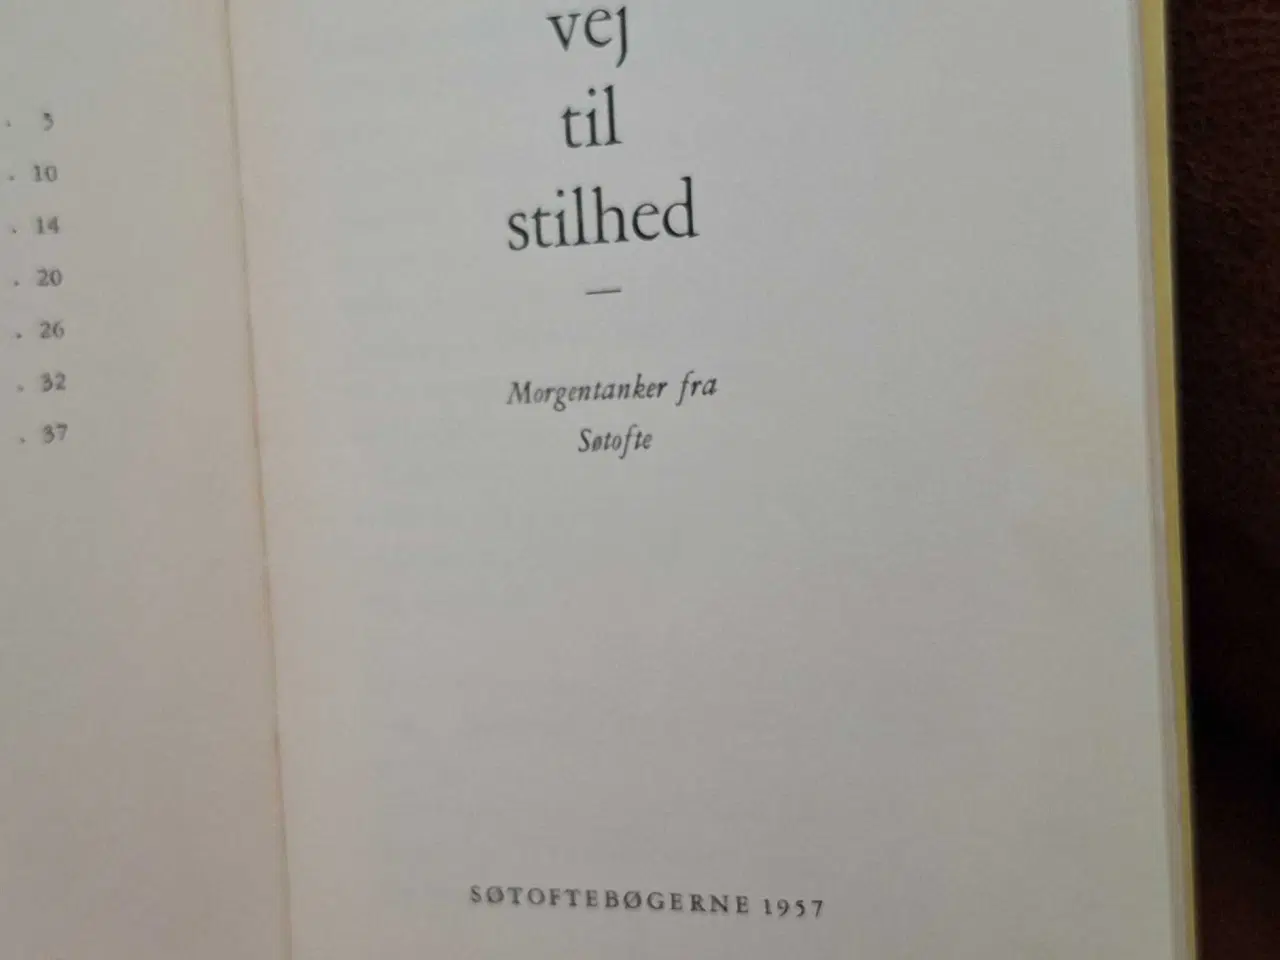 . 5
. 10
. 14
. 20
. 26
. 32
. 37
vej
til
stilhed
—
Morgentanker fra
Søtofte
SØTOFTEBØGERNE 1957